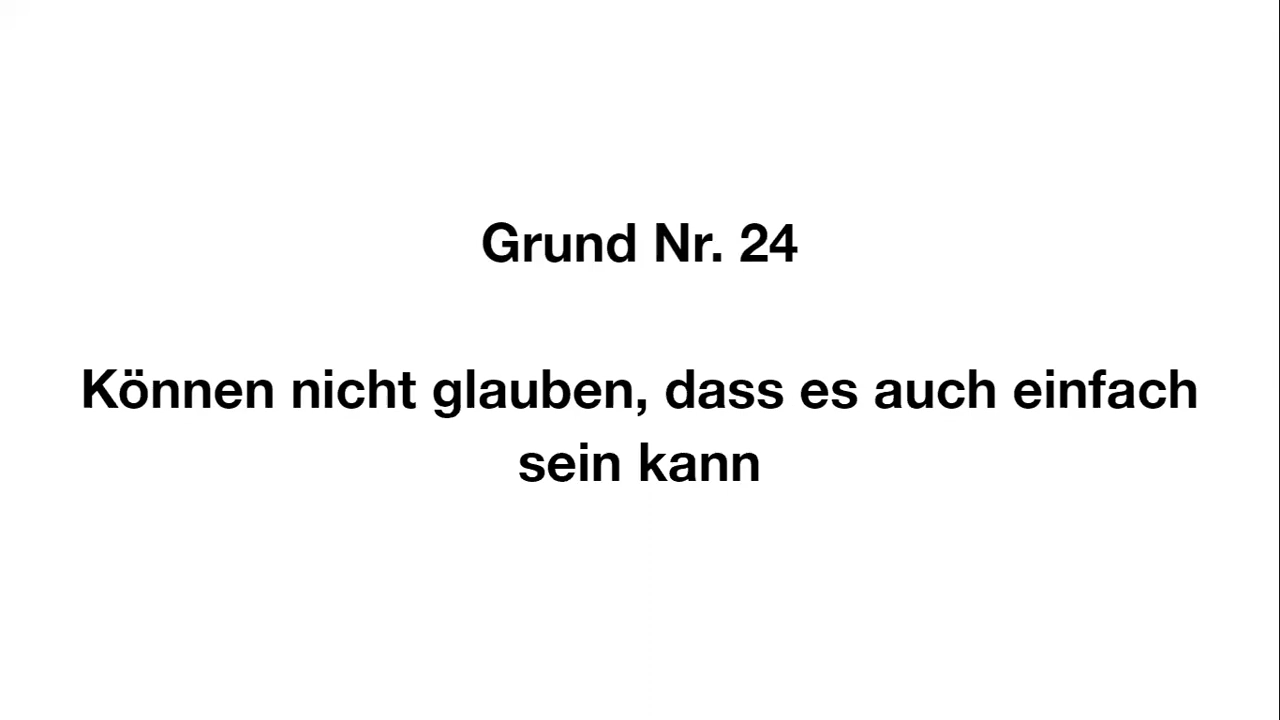 Grund Nr. 24
Können nicht glauben, dass es auch einfach
sein kann